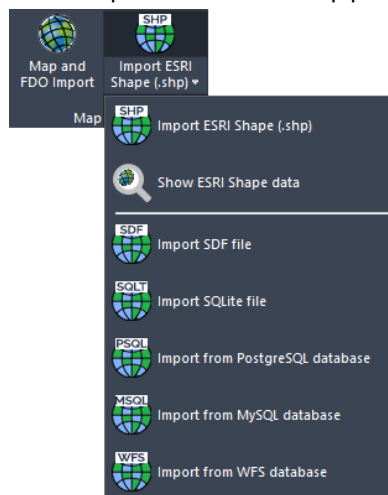 SHP
Map and
FDO Import
Import ESRI
Shape (.shp)
Map
SHP
Import ESRI Shape (.shp)
Show ESRI Shape data
SDF
Import SDF file
SQLT
Import SQLite file
PSQL
Import from PostgreSQL database
MSQL
Import from MySQL database
WFS
Import from WFS database